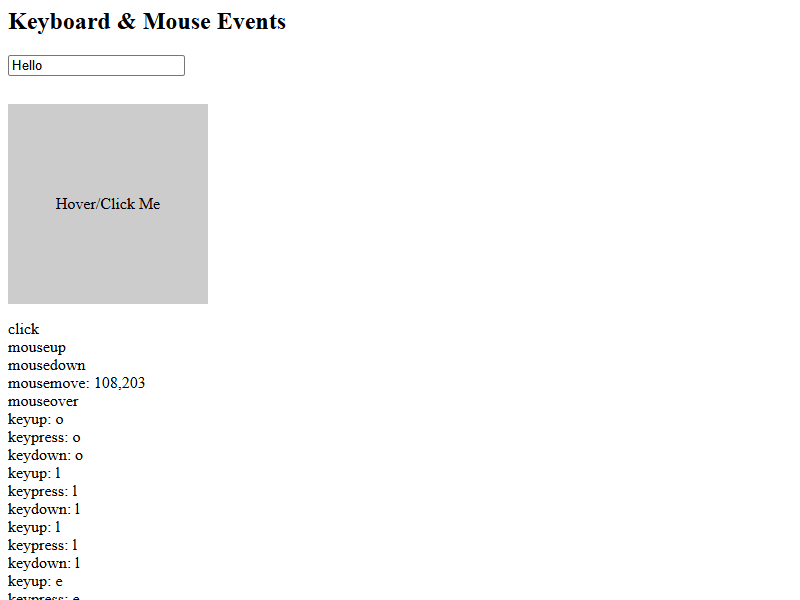 Keyboard & Mouse Events
Hello
Hover/Click Me
click
mouseup
mousedown
mousemove: 108,203
mouseover
keyup: o
keypress: o
keydown: o
keyup: l
keypress: l
keydown: l
keyup: l
keypress: l
keydown: l
keyup: e
keypress: e